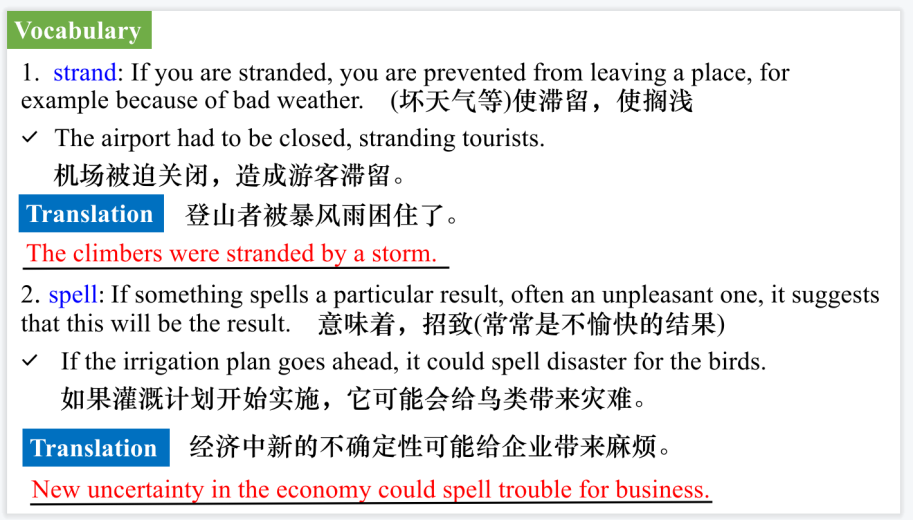 Vocabulary
1. strand: If you are stranded, you are prevented from leaving a place, for
example because of bad weather. (坏天气等)使滞留，使搁浅
✓ The airport had to be closed, stranding tourists.
机场被迫关闭，造成游客滞留。
Translation 登山者被暴风雨困住了。
The climbers were stranded by a storm.
2. spell: If something spells a particular result, often an unpleasant one, it suggests
that this will be the result. 意味着，招致(常常是不愉快的结果)
✓ If the irrigation plan goes ahead, it could spell disaster for the birds.
如果灌溉计划开始实施，它可能会给鸟类带来灾难。
Translation 经济中新的不确定性可能给企业带来麻烦。
New uncertainty in the economy could spell trouble for business.